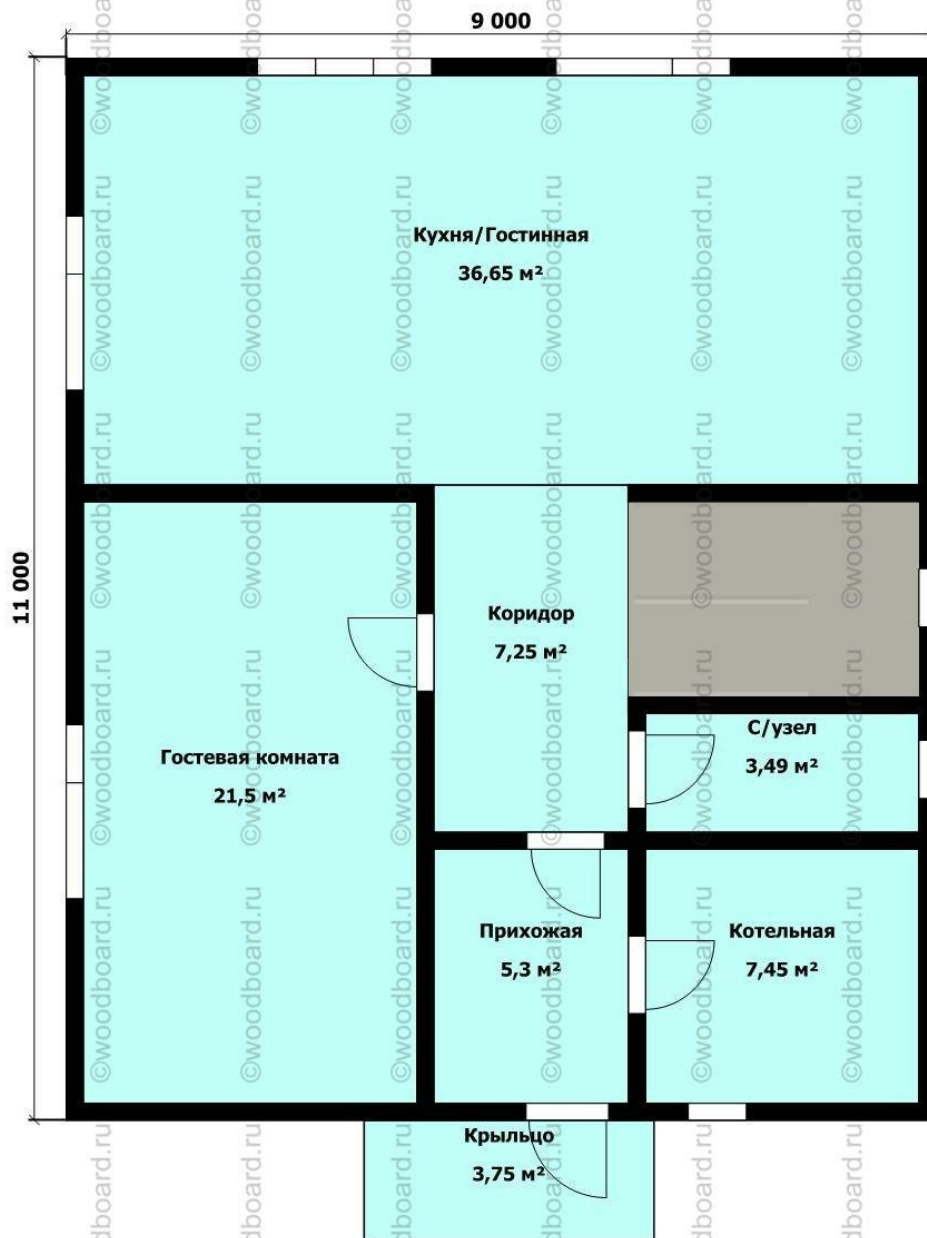 9 000
Кухня/Гостинная
36,65 м²
11 000
Коридор
7,25 м²
С/узел
3,49 м²
Гостевая комната
21,5 м²
Прихожая
5,3 м²
Котельная
7,45 м²
Крыльцо
3,75 м²
©woodboard.ru